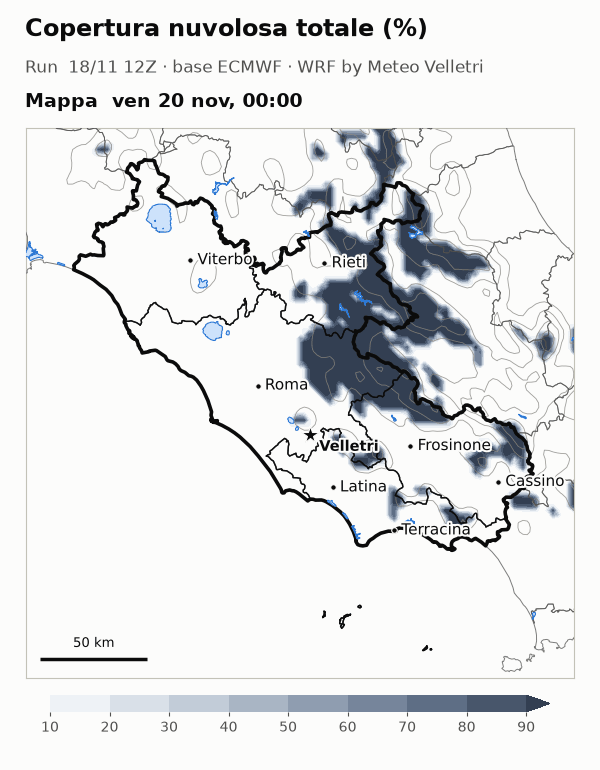 Copertura nuvolosa totale (%)
Run  18/11 12Z · base ECMWF · WRF by Meteo Velletri
Mappa  ven 20 nov, 00:00
Viterbo
Rieti
Roma
Velletri
Frosinone
Latina
Cassino
Terracina
50 km
10 20 30 40 50 60 70 80 90